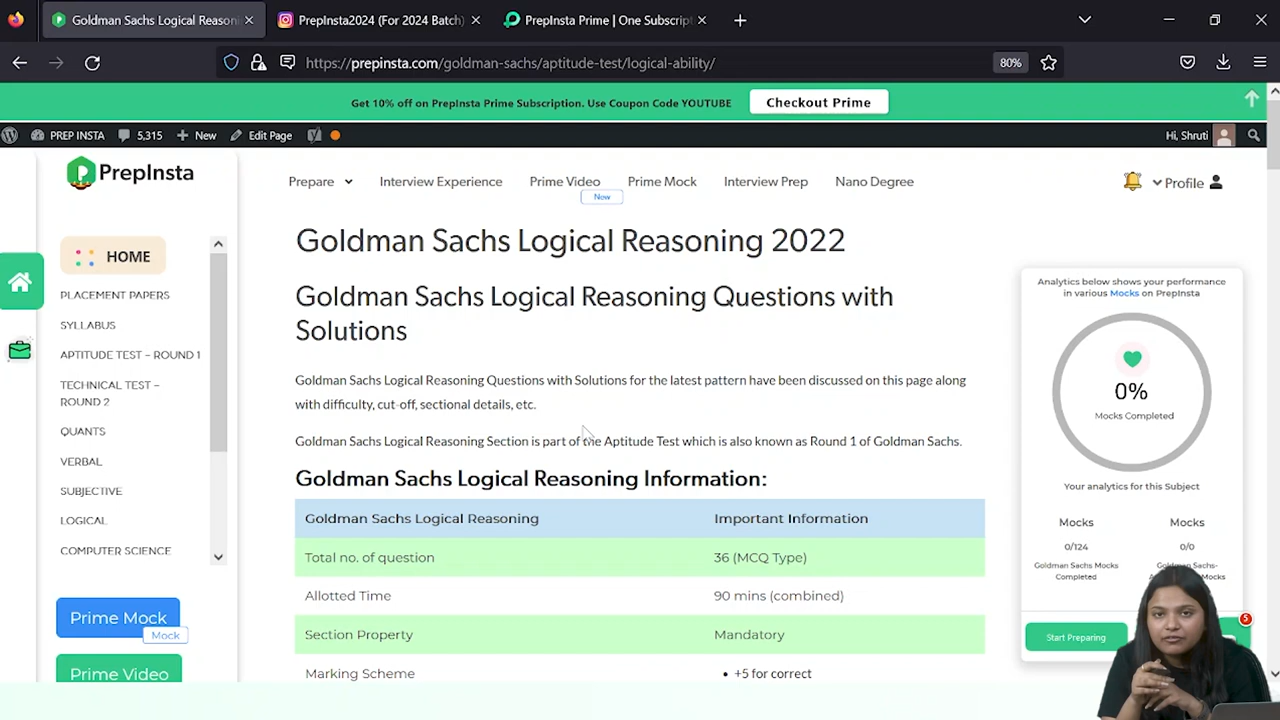 Goldman Sachs Logical Reasoni
PrepInsta2024 (For 2024 Batch)
PrepInsta Prime | One Subscript
https://prepinsta.com/goldman-sachs/aptitude-test/logical-ability/
80%
Get 10% off on PrepInsta Prime Subscription. Use Coupon Code YOUTUBE
Checkout Prime
PREP INSTA
5,315
New
Edit Page
Hi, Shruti
PrepInsta
Prepare
Interview Experience
Prime Video
Now
Prime Mock
Interview Prep
Nano Degree
Profile
HOME
PLACEMENT PAPERS
SYLLABUS
APTITUDE TEST – ROUND 1
TECHNICAL TEST –
ROUND 2
QUANTS
VERBAL
SUBJECTIVE
LOGICAL
COMPUTER SCIENCE
Prime Mock
Mock
Prime Video
Goldman Sachs Logical Reasoning 2022
Goldman Sachs Logical Reasoning Questions with
Solutions
Goldman Sachs Logical Reasoning Questions with Solutions for the latest pattern have been discussed on this page along
with difficulty, cut-off, sectional details, etc.
Goldman Sachs Logical Reasoning Section is part of the Aptitude Test which is also known as Round 1 of Goldman Sachs.
Goldman Sachs Logical Reasoning Information:
Goldman Sachs Logical Reasoning Important Information
Total no. of question 36 (MCQ Type)
Allotted Time 90 mins (combined)
Section Property Mandatory
Marking Scheme • +5 for correct
Analytics below shows your performance
in various Mocks on PrepInsta
0%
Mocks Completed
Your analytics for this Subject
Mocks
0/124
Goldman Sachs Mocks
Completed
Mocks
0/0
Goldman Sachs-
Start Preparing
5